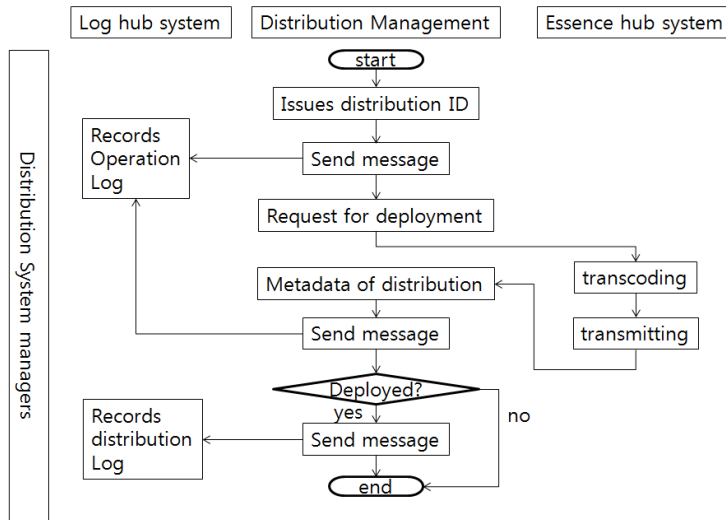 Log hub system
Distribution Management
Essence hub system
Distribution System managers
start
Issues distribution ID
Records
Operation
Log
Send message
Request for deployment
transcoding
Metadata of distribution
transmitting
Send message
Deployed?
yes
no
Records
distribution
Log
Send message
end